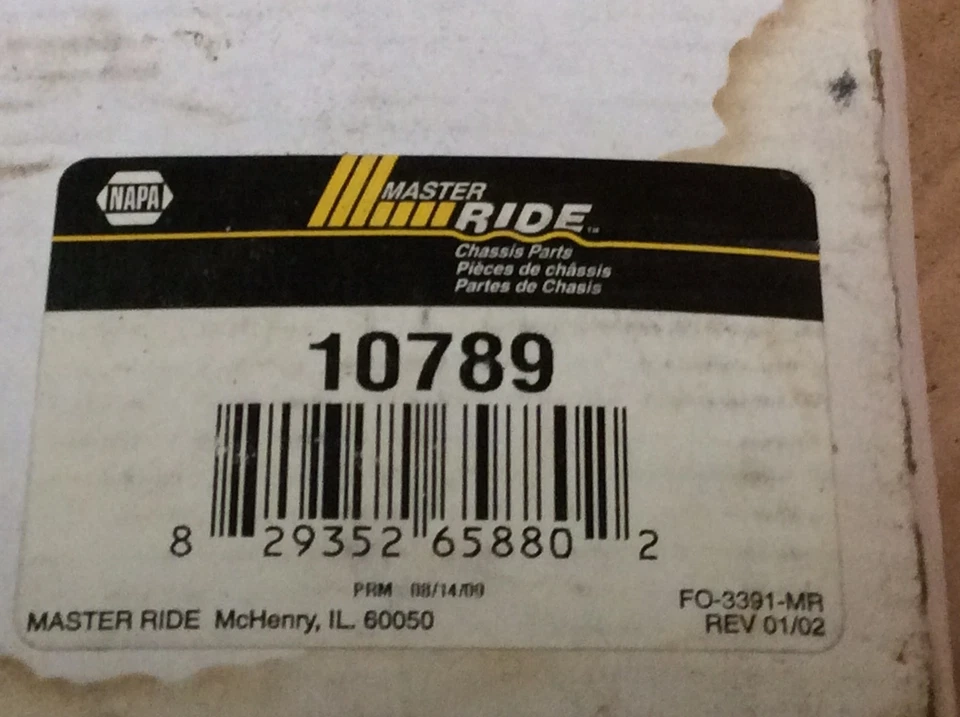 NAPA
MASTER
RIDE™
Chassis Parts
Pièces de châssis
Partes de Chasis
10789
8 29352 65880 2
PRM 08/14/09
MASTER RIDE McHenry, IL. 60050
FO-3391-MR
REV 01/02